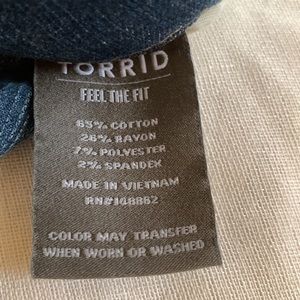 TORRID
FEEL THE FIT
65% COTTON
26% RAYON
7% POLYESTER
2% SPANDEX
MADE IN VIETNAM
RN#148862
COLOR MAY TRANSFER
WHEN WORN OR WASHED